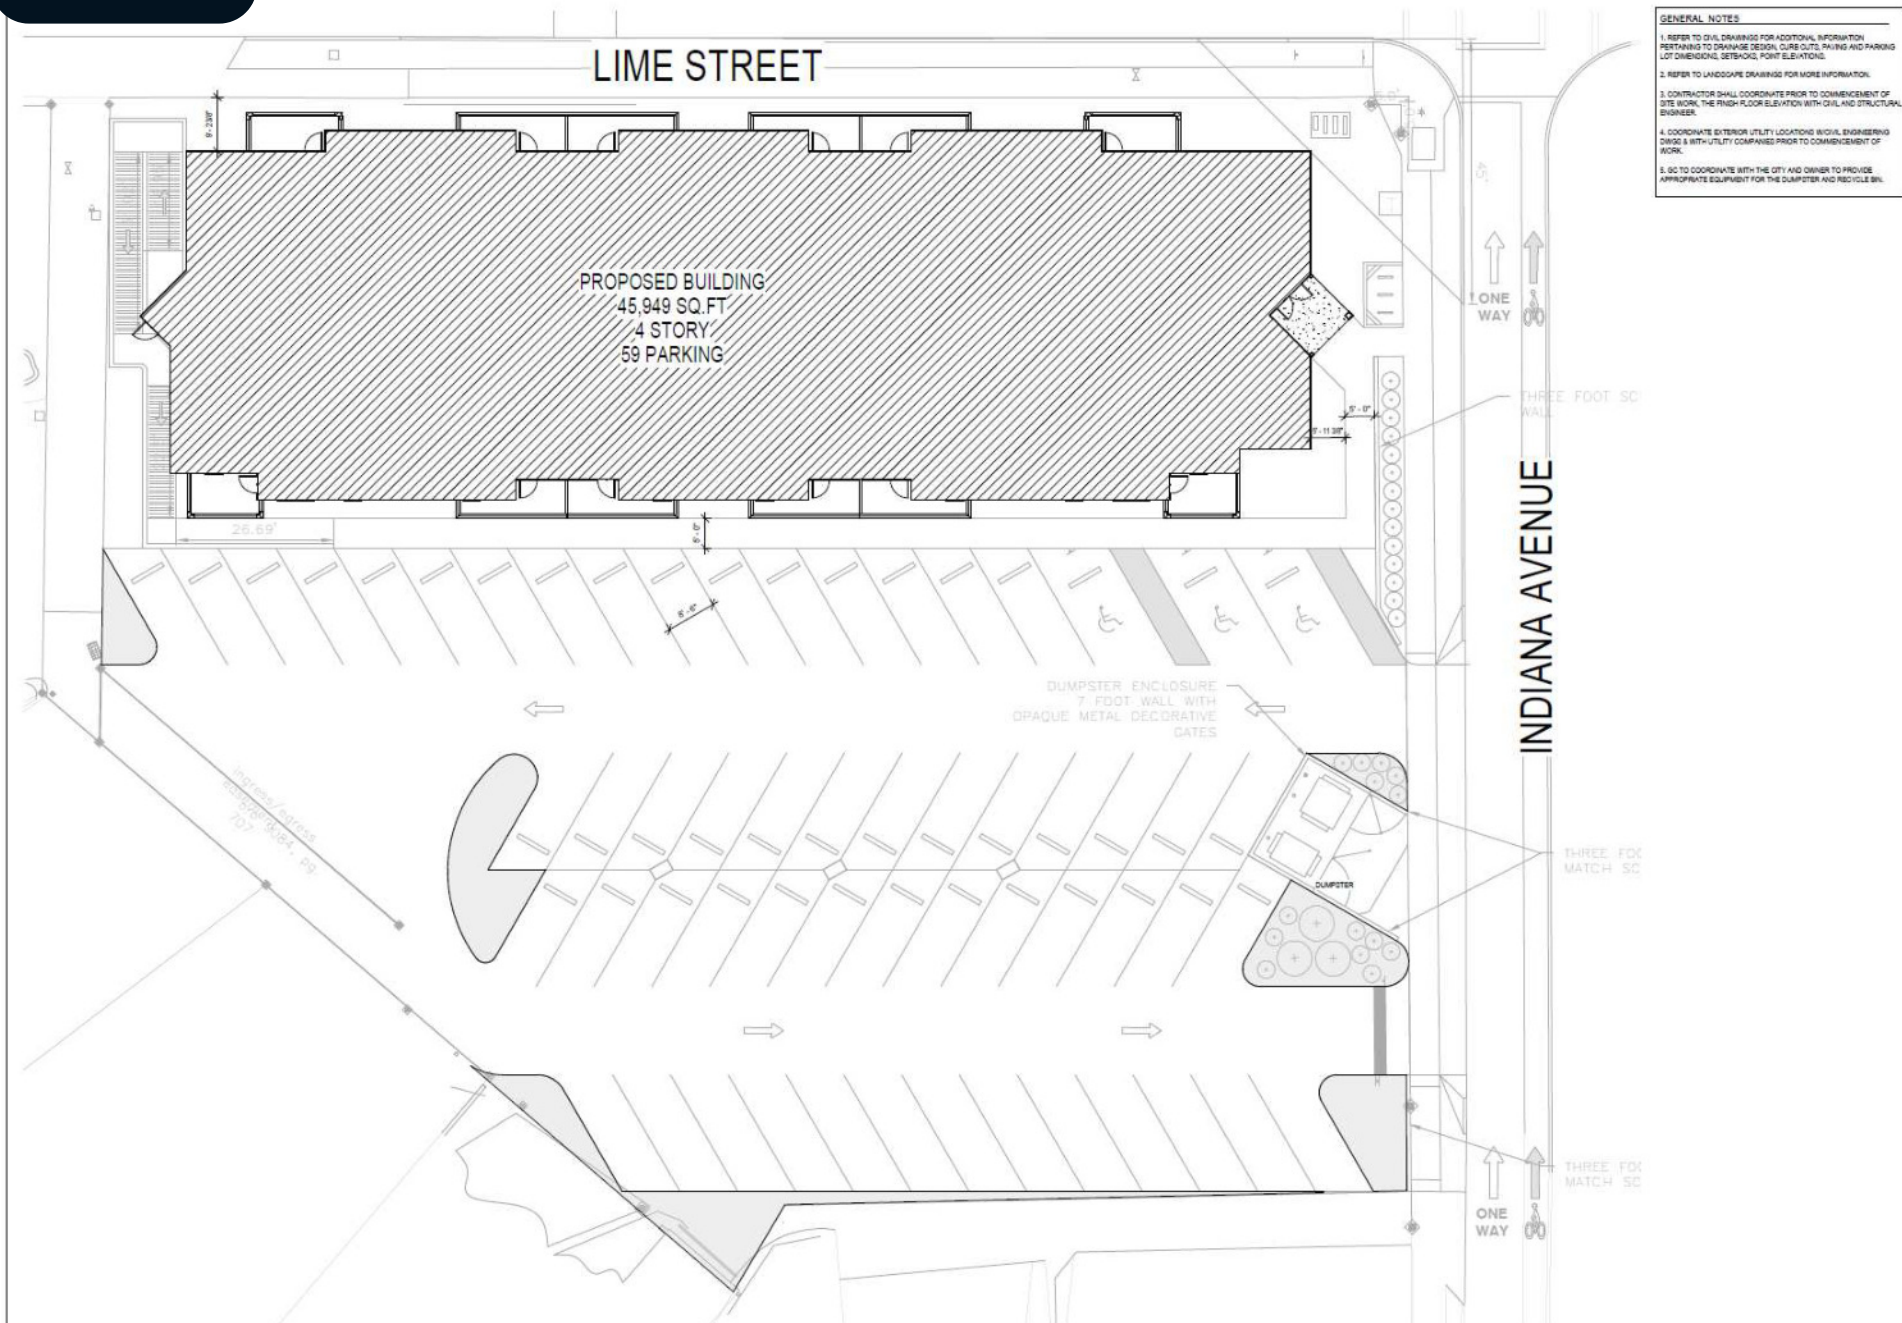 LIME STREET
GENERAL NOTES
1. REFER TO CIVIL DRAWINGS FOR ADDITIONAL INFORMATION
PERTAINING TO DRAINAGE DESIGN, CURB CUTS, PAVING AND PARKING
LOT DIMENSIONS, SETBACKS, POINT ELEVATIONS.
2. REFER TO LANDSCAPE DRAWINGS FOR MORE INFORMATION.
3. CONTRACTOR SHALL COORDINATE PRIOR TO COMMENCEMENT OF
SITE WORK, THE FINISH FLOOR ELEVATION WITH CIVIL AND STRUCTURAL
ENGINEER.
4. COORDINATE EXTERIOR UTILITY LOCATIONS W/CIVIL ENGINEERING
DWGS & WITH UTILITY COMPANIES PRIOR TO COMMENCEMENT OF
WORK.
5. GC TO COORDINATE WITH THE CITY AND OWNER TO PROVIDE
APPROPRIATE EQUIPMENT FOR THE DUMPSTER AND RECYCLE BIN.
45'
PROPOSED BUILDING
45,949 SQ.FT
4 STORY
59 PARKING
ONE
WAY
THREE FOOT SC
WALL
5' - 0"
26.69'
INDIANA AVENUE
DUMPSTER ENCLOSURE
7 FOOT WALL WITH
OPAQUE METAL DECORATIVE
GATES
ingress/egress
707
DUMPSTER
THREE FOO
MATCH SC
THREE FOO
MATCH SC
ONE
WAY